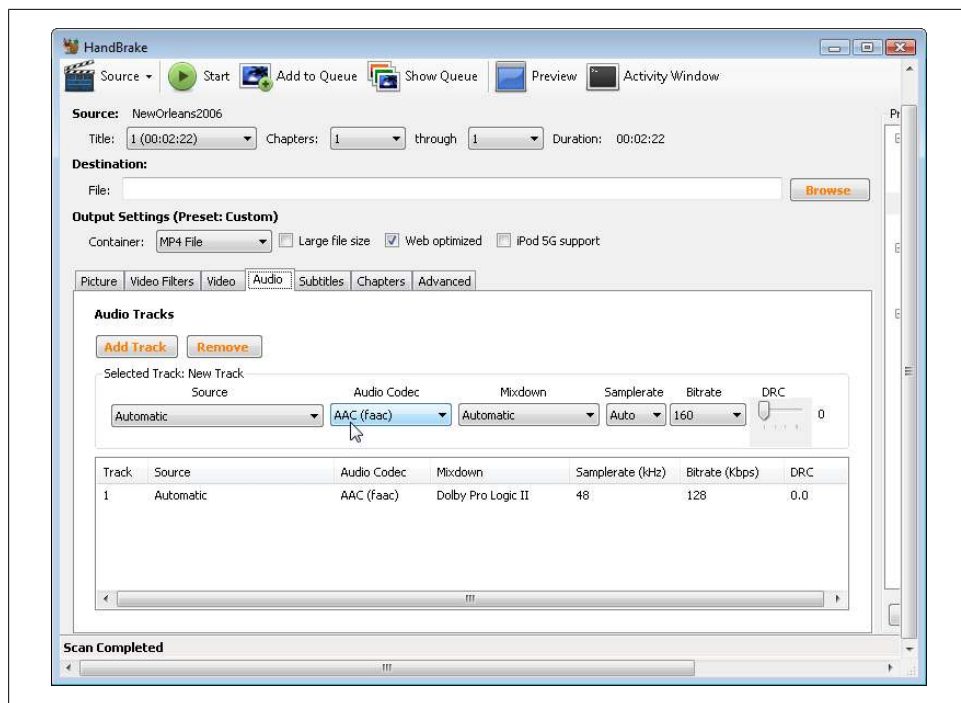 HandBrake
Source Start Add to Queue Show Queue Preview Activity Window
Source: NewOrleans2006
Title: 1 (00:02:22) Chapters: 1 through 1 Duration: 00:02:22
Destination:
File: Browse
Output Settings (Preset: Custom)
Container: MP4 File Large file size Web optimized iPod 5G support
Picture Video Filters Video Audio Subtitles Chapters Advanced
Audio Tracks
Add Track Remove
Selected Track: New Track
Source Audio Codec Mixdown Samplerate Bitrate DRC
Automatic AAC (faac) Automatic Auto 160 0
Track Source Audio Codec Mixdown Samplerate (kHz) Bitrate (Kbps) DRC
1 Automatic AAC (faac) Dolby Pro Logic II 48 128 0.0
Scan Completed